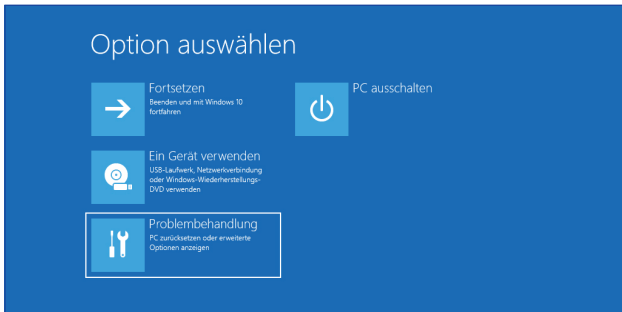 Option auswählen
Fortsetzen
Beenden und mit Windows 10
fortfahren
PC ausschalten
Ein Gerät verwenden
USB-Laufwerk, Netzwerkverbindung
oder Windows-Wiederherstellungs-
DVD verwenden
Problembehandlung
PC zurücksetzen oder erweiterte
Optionen anzeigen